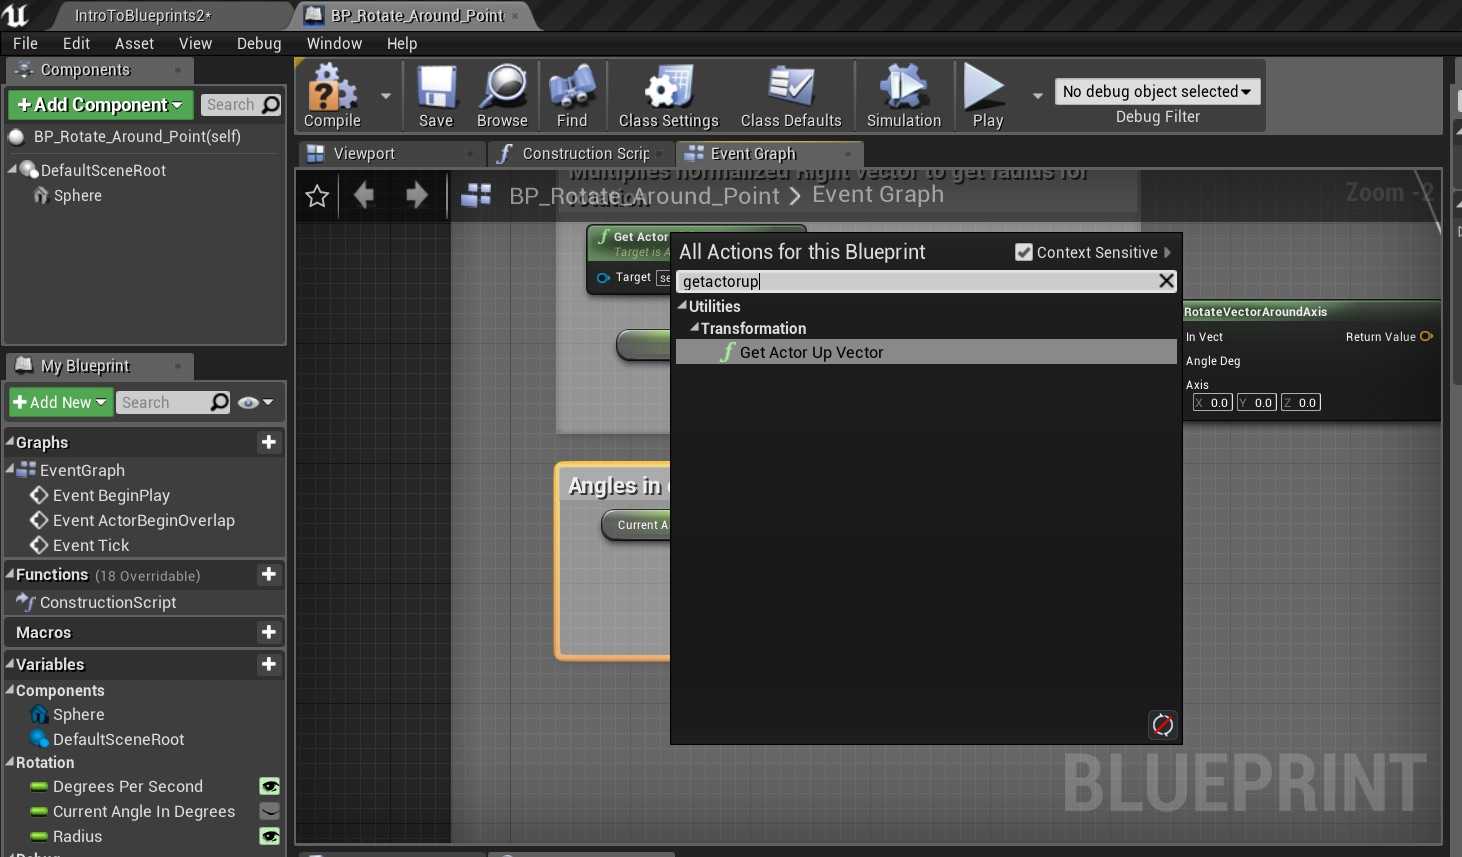 IntroToBlueprints2*
BP_Rotate_Around_Point
File Edit Asset View Debug Window Help
Components
+Add Component
Search
BP_Rotate_Around_Point(self)
DefaultSceneRoot
Sphere
My Blueprint
+Add New
Search
Graphs
EventGraph
Event BeginPlay
Event ActorBeginOverlap
Event Tick
Functions (18 Overridable)
ConstructionScript
Macros
Variables
Components
Sphere
DefaultSceneRoot
Rotation
Degrees Per Second
Current Angle In Degrees
Radius
Compile
Save
Browse
Find
Class Settings
Class Defaults
Simulation
Play
No debug object selected
Debug Filter
Viewport
Construction Scrip
Event Graph
Multiplies normalized Right vector to get radius for
rotation
BP_Rotate_Around_Point > Event Graph
Zoom -2
Get Actor
Target is A
Target se
All Actions for this Blueprint
Context Sensitive
getactorup
Utilities
Transformation
Get Actor Up Vector
RotateVectorAroundAxis
In Vect Return Value
Angle Deg
Axis
X 0.0 Y 0.0 Z 0.0
Angles in
Current A
BLUEPRINT